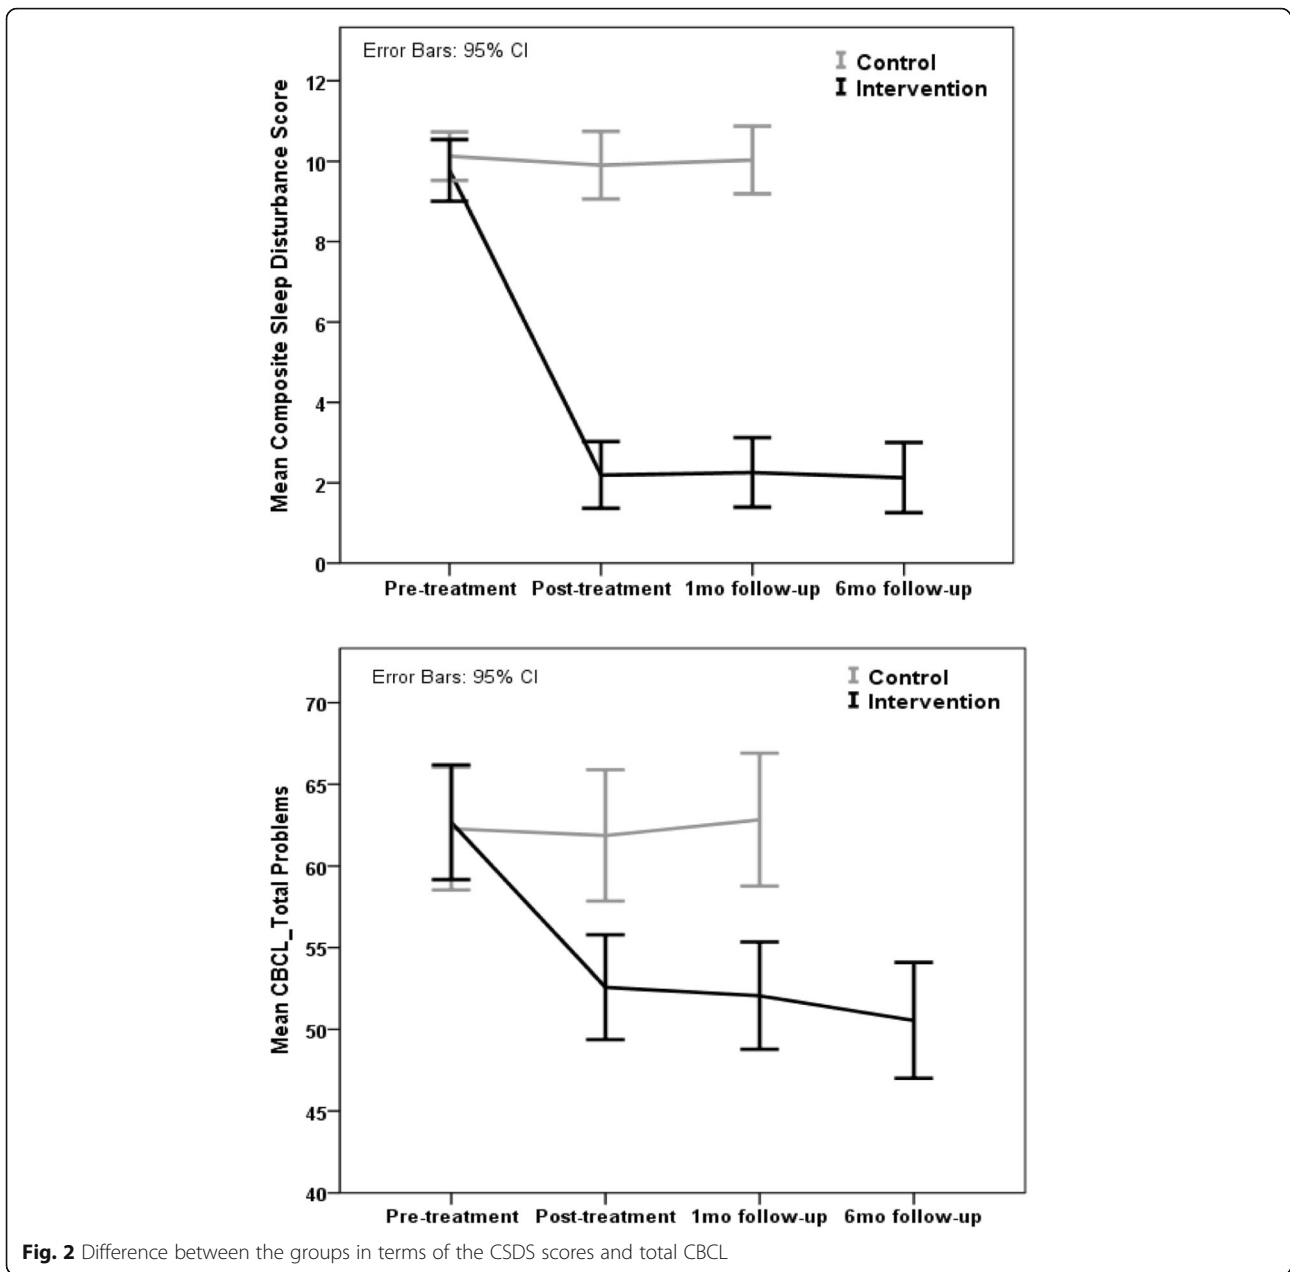 Error Bars: 95% CI
Control
Intervention
Mean Composite Sleep Disturbance Score
12
10
8
6
4
2
0
Pre-treatment Post-treatment 1mo follow-up 6mo follow-up
Error Bars: 95% CI
Control
Intervention
Mean CBCL_Total Problems
70
65
60
55
50
45
40
Pre-treatment Post-treatment 1mo follow-up 6mo follow-up
Fig. 2 Difference between the groups in terms of the CSDS scores and total CBCL